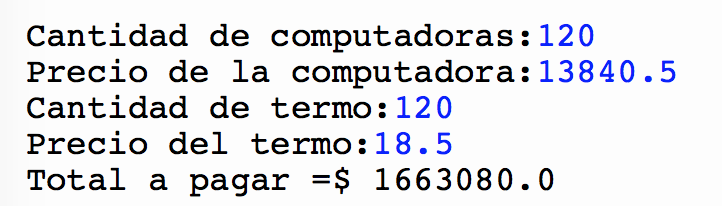 Cantidad de computadoras:120
Precio de la computadora:13840.5
Cantidad de termo:120
Precio del termo:18.5
Total a pagar =$ 1663080.0